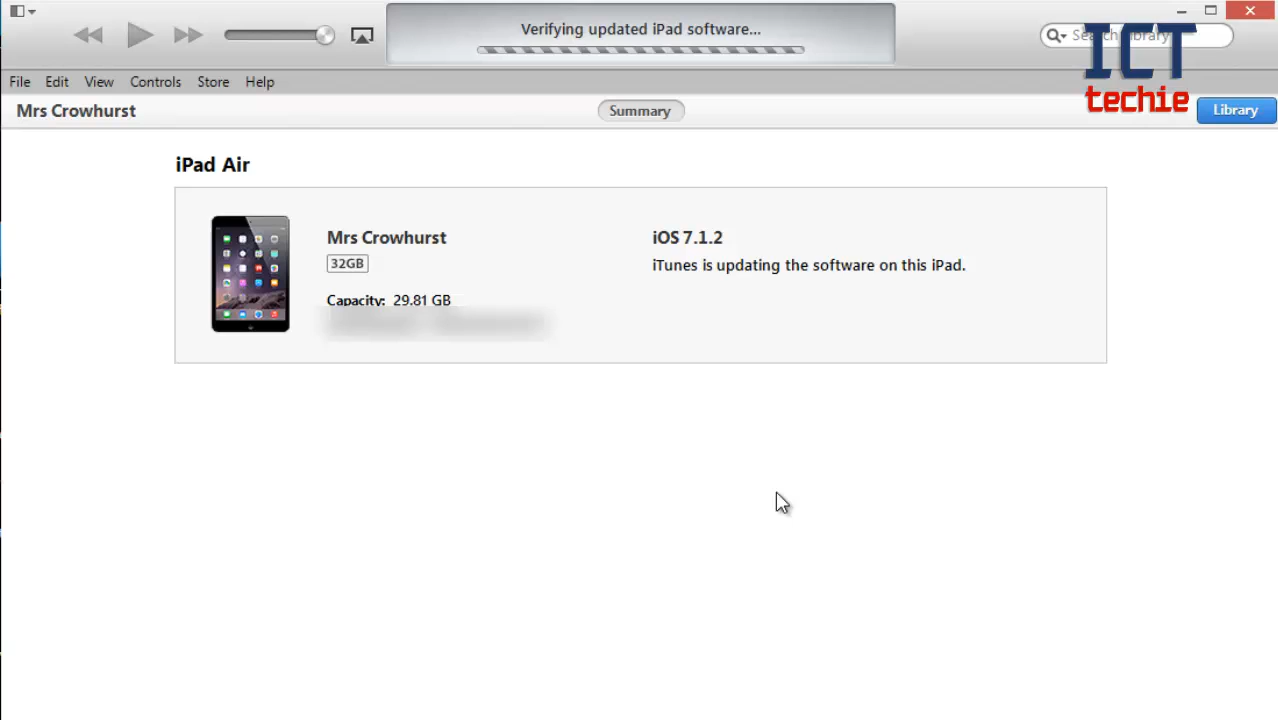 Verifying updated iPad software...
ICT
techie
File Edit View Controls Store Help
Mrs Crowhurst
Summary
Library
iPad Air
Mrs Crowhurst
32GB
Capacity: 29.81 GB
iOS 7.1.2
iTunes is updating the software on this iPad.